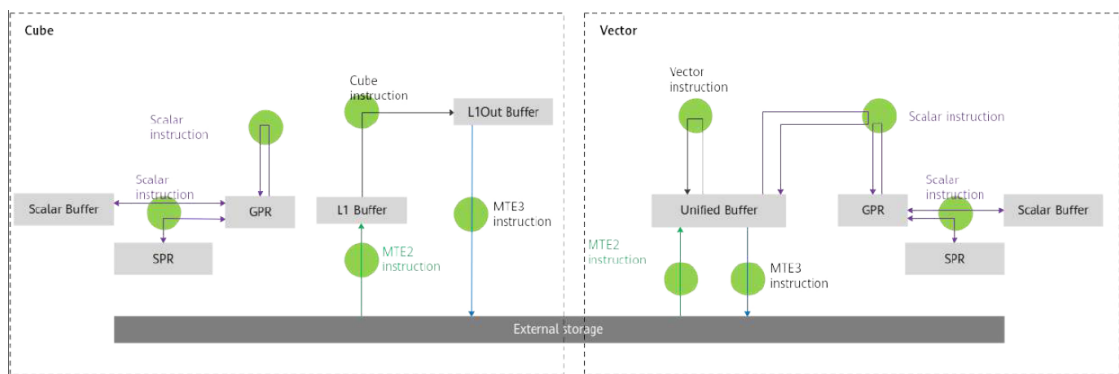 Cube
Vector
Cube
instruction
L1Out Buffer
Scalar
instruction
Vector
instruction
Scalar instruction
Scalar
instruction
Scalar Buffer
GPR
L1 Buffer
MTE3
instruction
SPR
MTE2
instruction
Unified Buffer
GPR
Scalar
instruction
Scalar Buffer
SPR
MTE2
instruction
MTE3
instruction
External storage